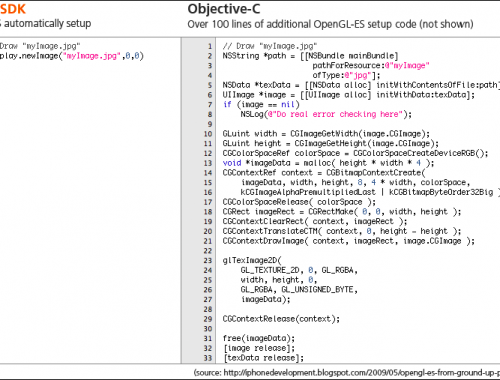 SDK
automatically setup
Draw "myImage.jpg"
play.newImage("myImage.jpg",0,0)
Objective-C
Over 100 lines of additional OpenGL-ES setup code (not shown)
1 // Draw "myImage.jpg"
2 NSString *path = [[NSBundle mainBundle]
3 pathForResource:@"myImage"
4 ofType:@"jpg"];
5 NSData *texData = [[NSData alloc] initWithContentsOfFile:path
6 UIImage *image = [[UIImage alloc] initWithData:texData];
7 if (image == nil)
8 NSLog(@"Do real error checking here");
9
10 GLuint width = CGImageGetWidth(image.CGImage);
11 GLuint height = CGImageGetHeight(image.CGImage);
12 CGColorSpaceRef colorSpace = CGColorSpaceCreateDeviceRGB();
13 void *imageData = malloc( height * width * 4 );
14 CGContextRef context = CGBitmapContextCreate(
15 imageData, width, height, 8, 4 * width, colorSpace,
16 kCGImageAlphaPremultipliedLast | kCGBitmapByteOrder32Big )
17 CGColorSpaceRelease( colorSpace );
18 CGRect imageRect = CGRectMake( 0, 0, width, height );
19 CGContextClearRect( context, imageRect );
20 CGContextTranslateCTM( context, 0, height - height );
21 CGContextDrawImage( context, imageRect, image.CGImage );
22
23 glTexImage2D(
24 GL_TEXTURE_2D, 0, GL_RGBA,
25 width, height, 0,
26 GL_RGBA, GL_UNSIGNED_BYTE,
27 imageData);
28
29 CGContextRelease(context);
30
31 free(imageData);
32 [image release];
33 [texData release];
(source: http://iphonedevelopment.blogspot.com/2009/05/opengl-es-from-ground-up-p